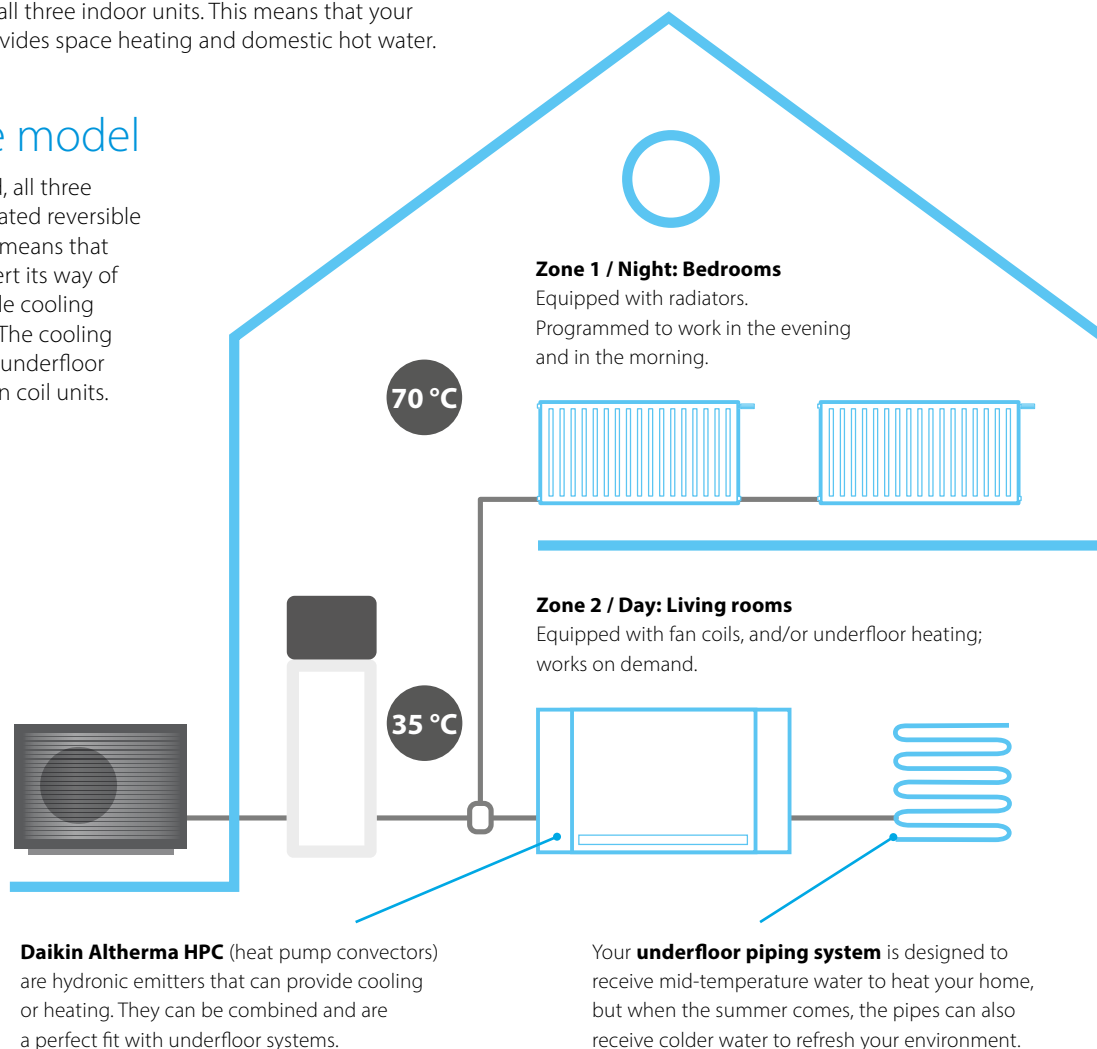 all three indoor units. This means that your
vides space heating and domestic hot water.
model
, all three
ated reversible
means that
ert its way of
le cooling
The cooling
underfloor
n coil units.
Zone 1 / Night: Bedrooms
Equipped with radiators.
Programmed to work in the evening
and in the morning.
70 °C
Zone 2 / Day: Living rooms
Equipped with fan coils, and/or underfloor heating;
works on demand.
35 °C
Daikin Altherma HPC (heat pump convectors)
are hydronic emitters that can provide cooling
or heating. They can be combined and are
a perfect fit with underfloor systems.
Your underfloor piping system is designed to
receive mid-temperature water to heat your home,
but when the summer comes, the pipes can also
receive colder water to refresh your environment.